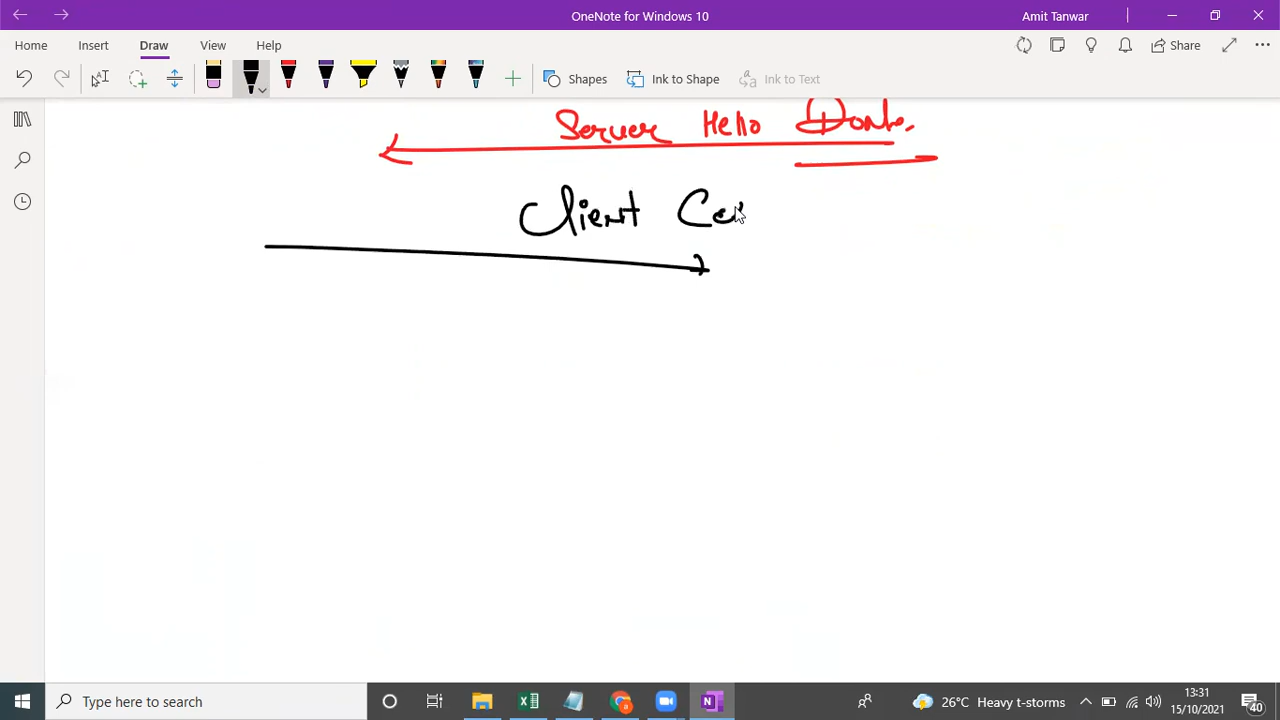 OneNote for Windows 10
Amit Tanwar
Home Insert Draw View Help
Share
Shapes Ink to Shape Ink to Text
Server Hello Done.
Client Cer
Type here to search
26°C Heavy t-storms
13:31
15/10/2021
40